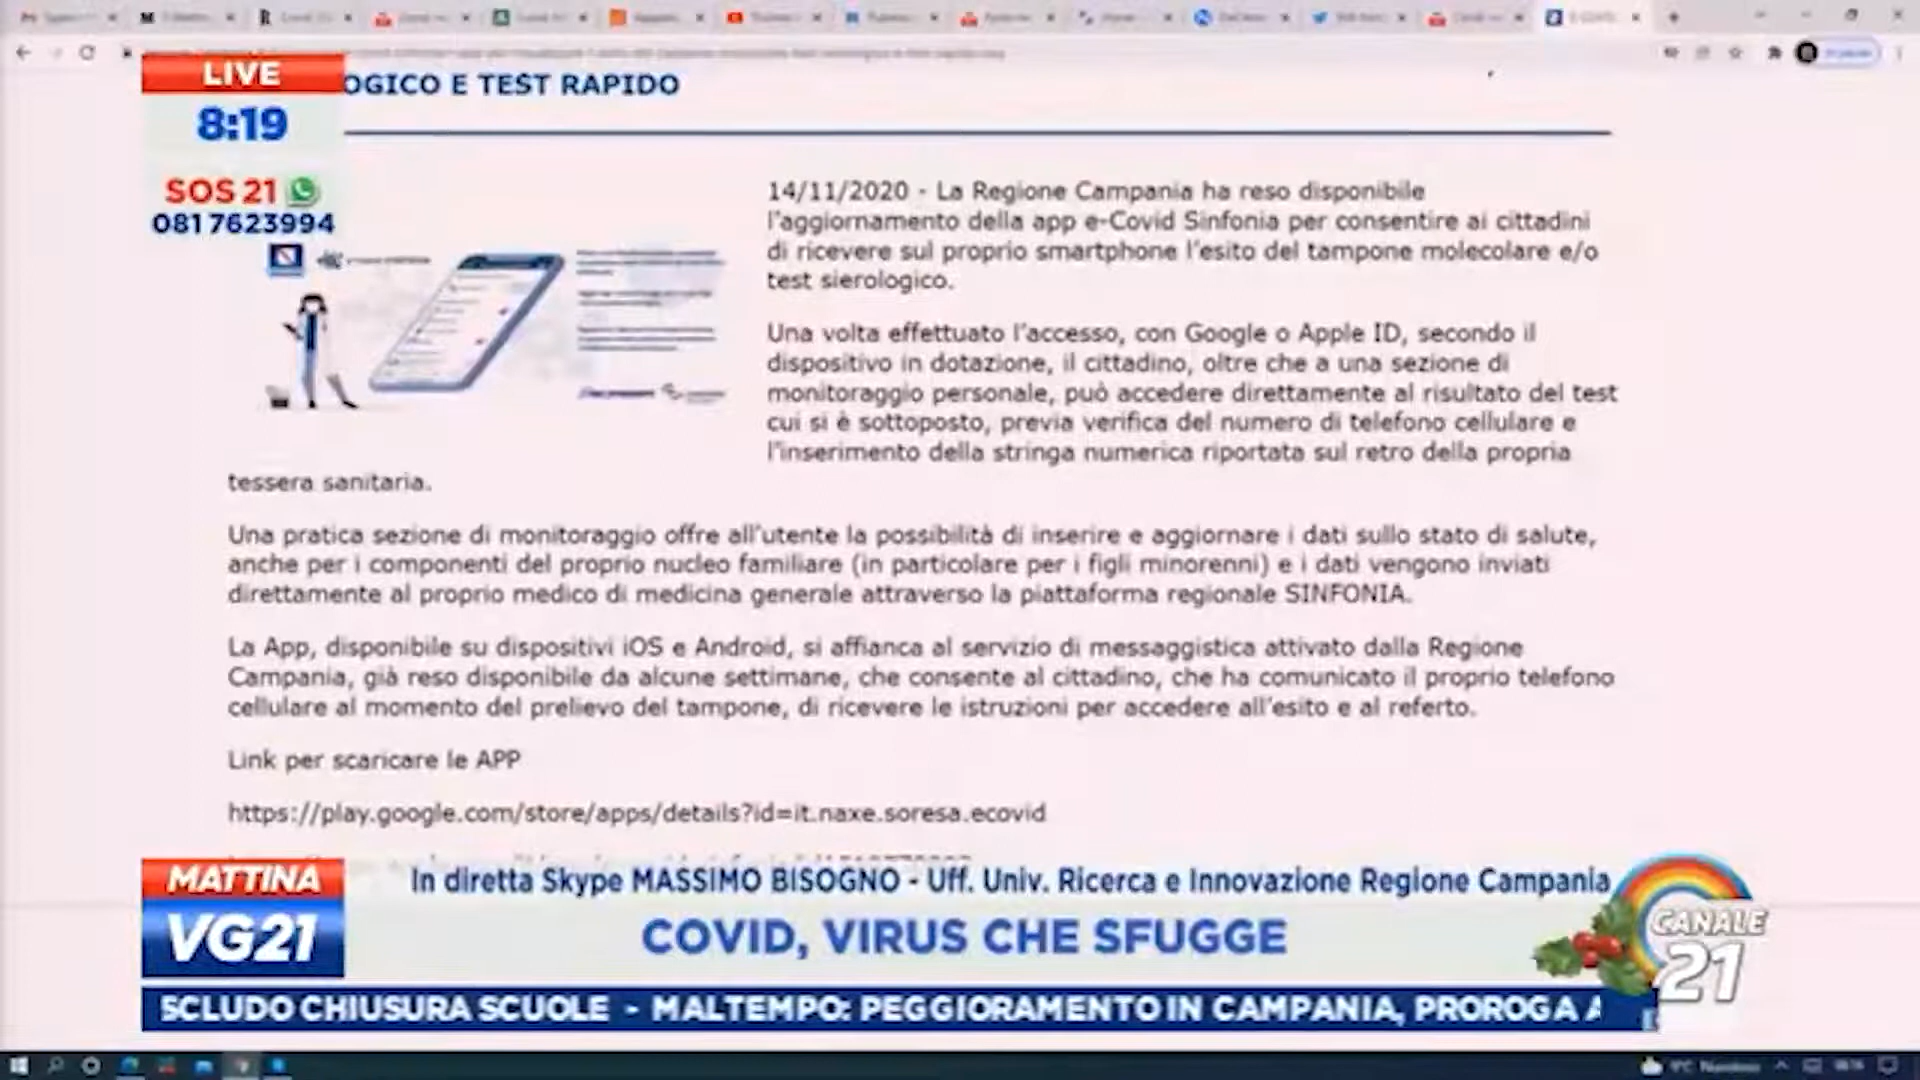 LIVE
OGICO E TEST RAPIDO
8:19
SOS 21
081 7623994
14/11/2020 - La Regione Campania ha reso disponibile
l'aggiornamento della app e-Covid Sinfonia per consentire ai cittadini
di ricevere sul proprio smartphone l'esito del tampone molecolare e/o
test sierologico.
Una volta effettuato l'accesso, con Google o Apple ID, secondo il
dispositivo in dotazione, il cittadino, oltre che a una sezione di
monitoraggio personale, può accedere direttamente al risultato del test
cui si è sottoposto, previa verifica del numero di telefono cellulare e
l'inserimento della stringa numerica riportata sul retro della propria
tessera sanitaria.
Una pratica sezione di monitoraggio offre all'utente la possibilità di inserire e aggiornare i dati sullo stato di salute,
anche per i componenti del proprio nucleo familiare (in particolare per i figli minorenni) e i dati vengono inviati
direttamente al proprio medico di medicina generale attraverso la piattaforma regionale SINFONIA.
La App, disponibile su dispositivi iOS e Android, si affianca al servizio di messaggistica attivato dalla Regione
Campania, già reso disponibile da alcune settimane, che consente al cittadino, che ha comunicato il proprio telefono
cellulare al momento del prelievo del tampone, di ricevere le istruzioni per accedere all'esito e al referto.
Link per scaricare le APP
https://play.google.com/store/apps/details?id=it.naxe.soresa.ecovid
MATTINA
VG21
In diretta Skype MASSIMO BISOGNO - Uff. Univ. Ricerca e Innovazione Regione Campania
COVID, VIRUS CHE SFUGGE
CANALE
21
SCLUDO CHIUSURA SCUOLE - MALTEMPO: PEGGIORAMENTO IN CAMPANIA, PROROGA A